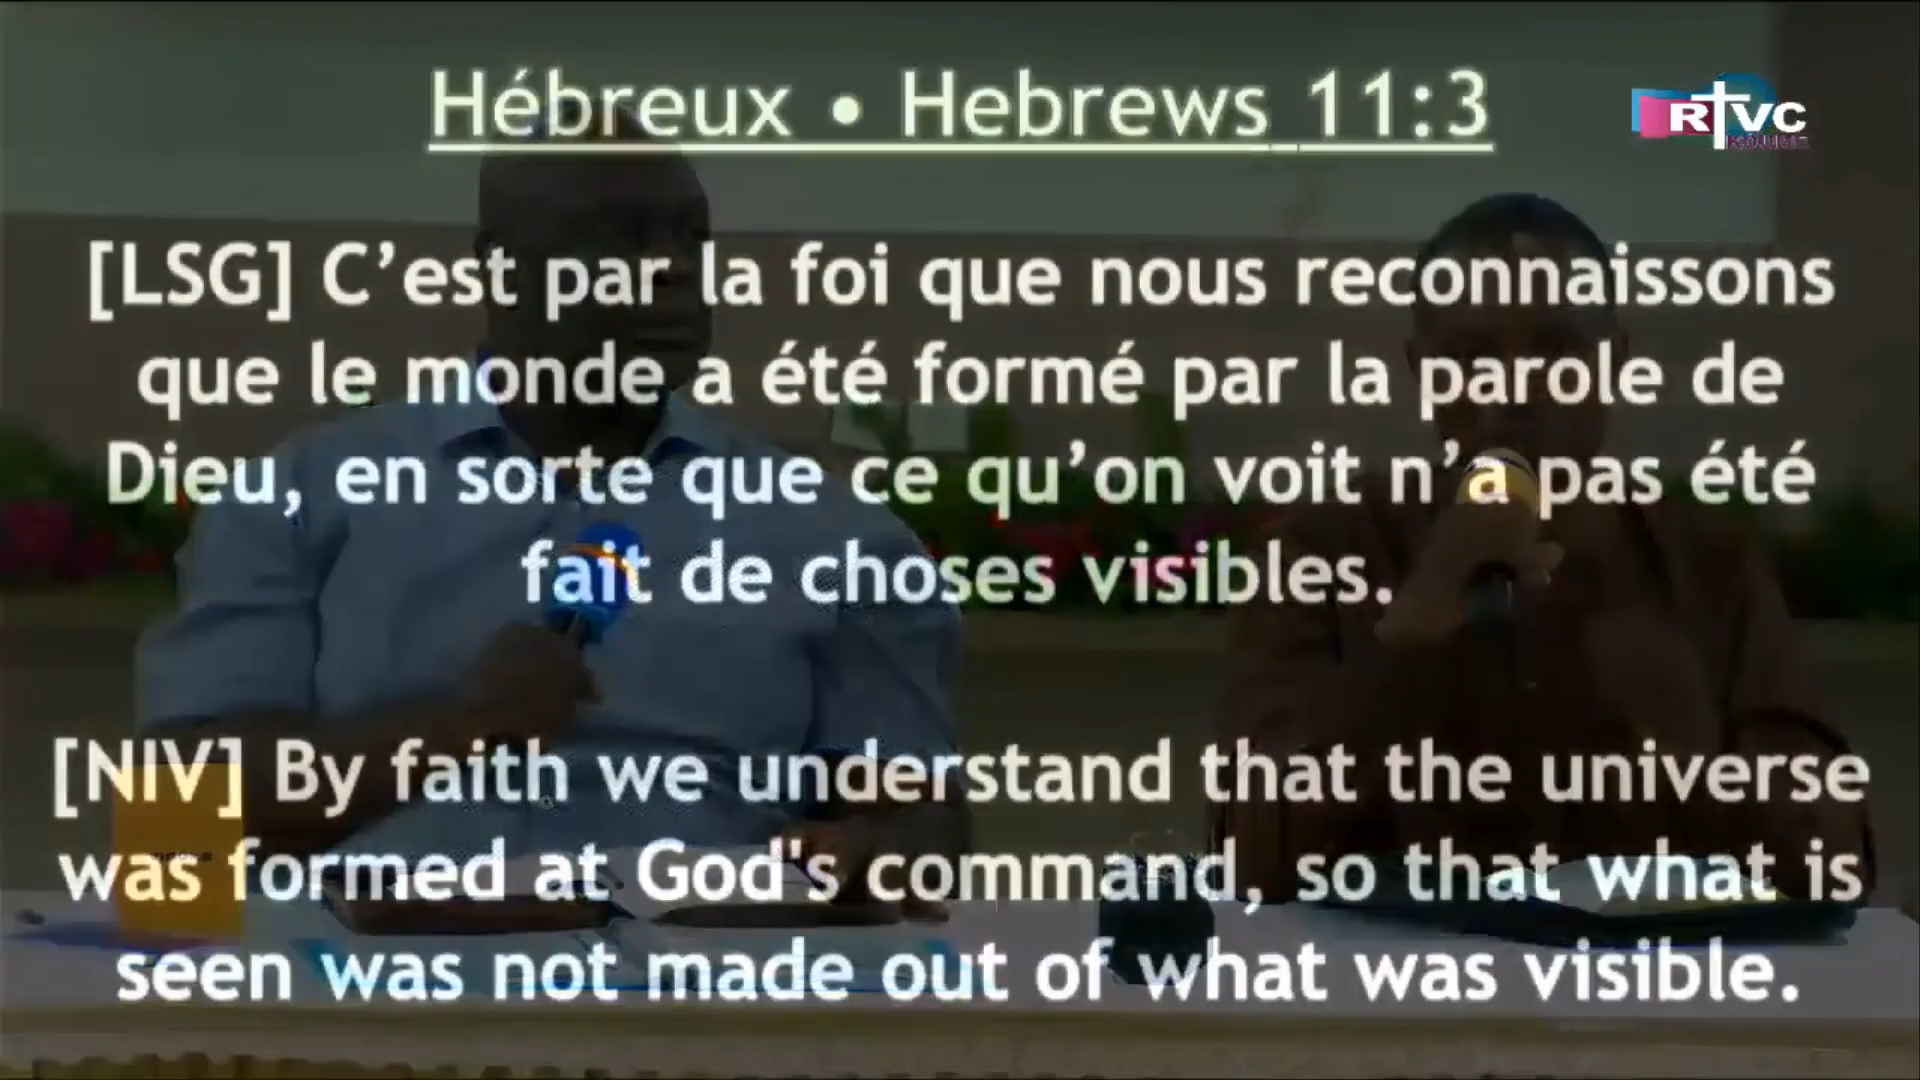 Hébreux • Hebrews 11:3
RTVC
[LSG] C’est par la foi que nous reconnaissons
que le monde a été formé par la parole de
Dieu, en sorte que ce qu’on voit n’a pas été
fait de choses visibles.
[NIV] By faith we understand that the universe
was formed at God's command, so that what is
seen was not made out of what was visible.